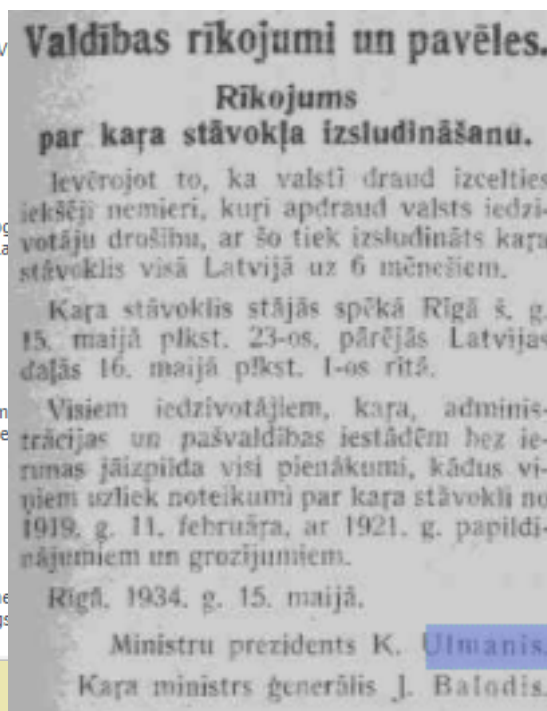 Valdības rīkojumi un pavēles.
Rīkojums
par kaŗa stāvokļa izsludināšanu.
Ievērojot to, ka valstī draud izcelties
iekšēji nemieri, kuŗi apdraud valsts iedzi-
votāju drošību, ar šo tiek izsludināts kaŗa
stāvoklis visā Latvijā uz 6 mēnešiem.
Kaŗa stāvoklis stājās spēkā Rīgā š. g.
15. maijā plkst. 23-os, pārējās Latvijas
daļās 16. maijā plkst. 1-os rītā.
Visiem iedzīvotājiem, kaŗa, adminis-
trācijas un pašvaldības iestādēm bez ie-
runas jāizpilda visi pienākumi, kādus vi-
ņiem uzliek noteikumi par kaŗa stāvokli no
1919. g. 11. februāŗa, ar 1921. g. papildi-
nājumiem un grozījumiem.
Rīgā, 1934. g. 15. maijā.
Ministru prezidents K. Ulmanis.
Kaŗa ministrs ģenerālis J. Balodis.